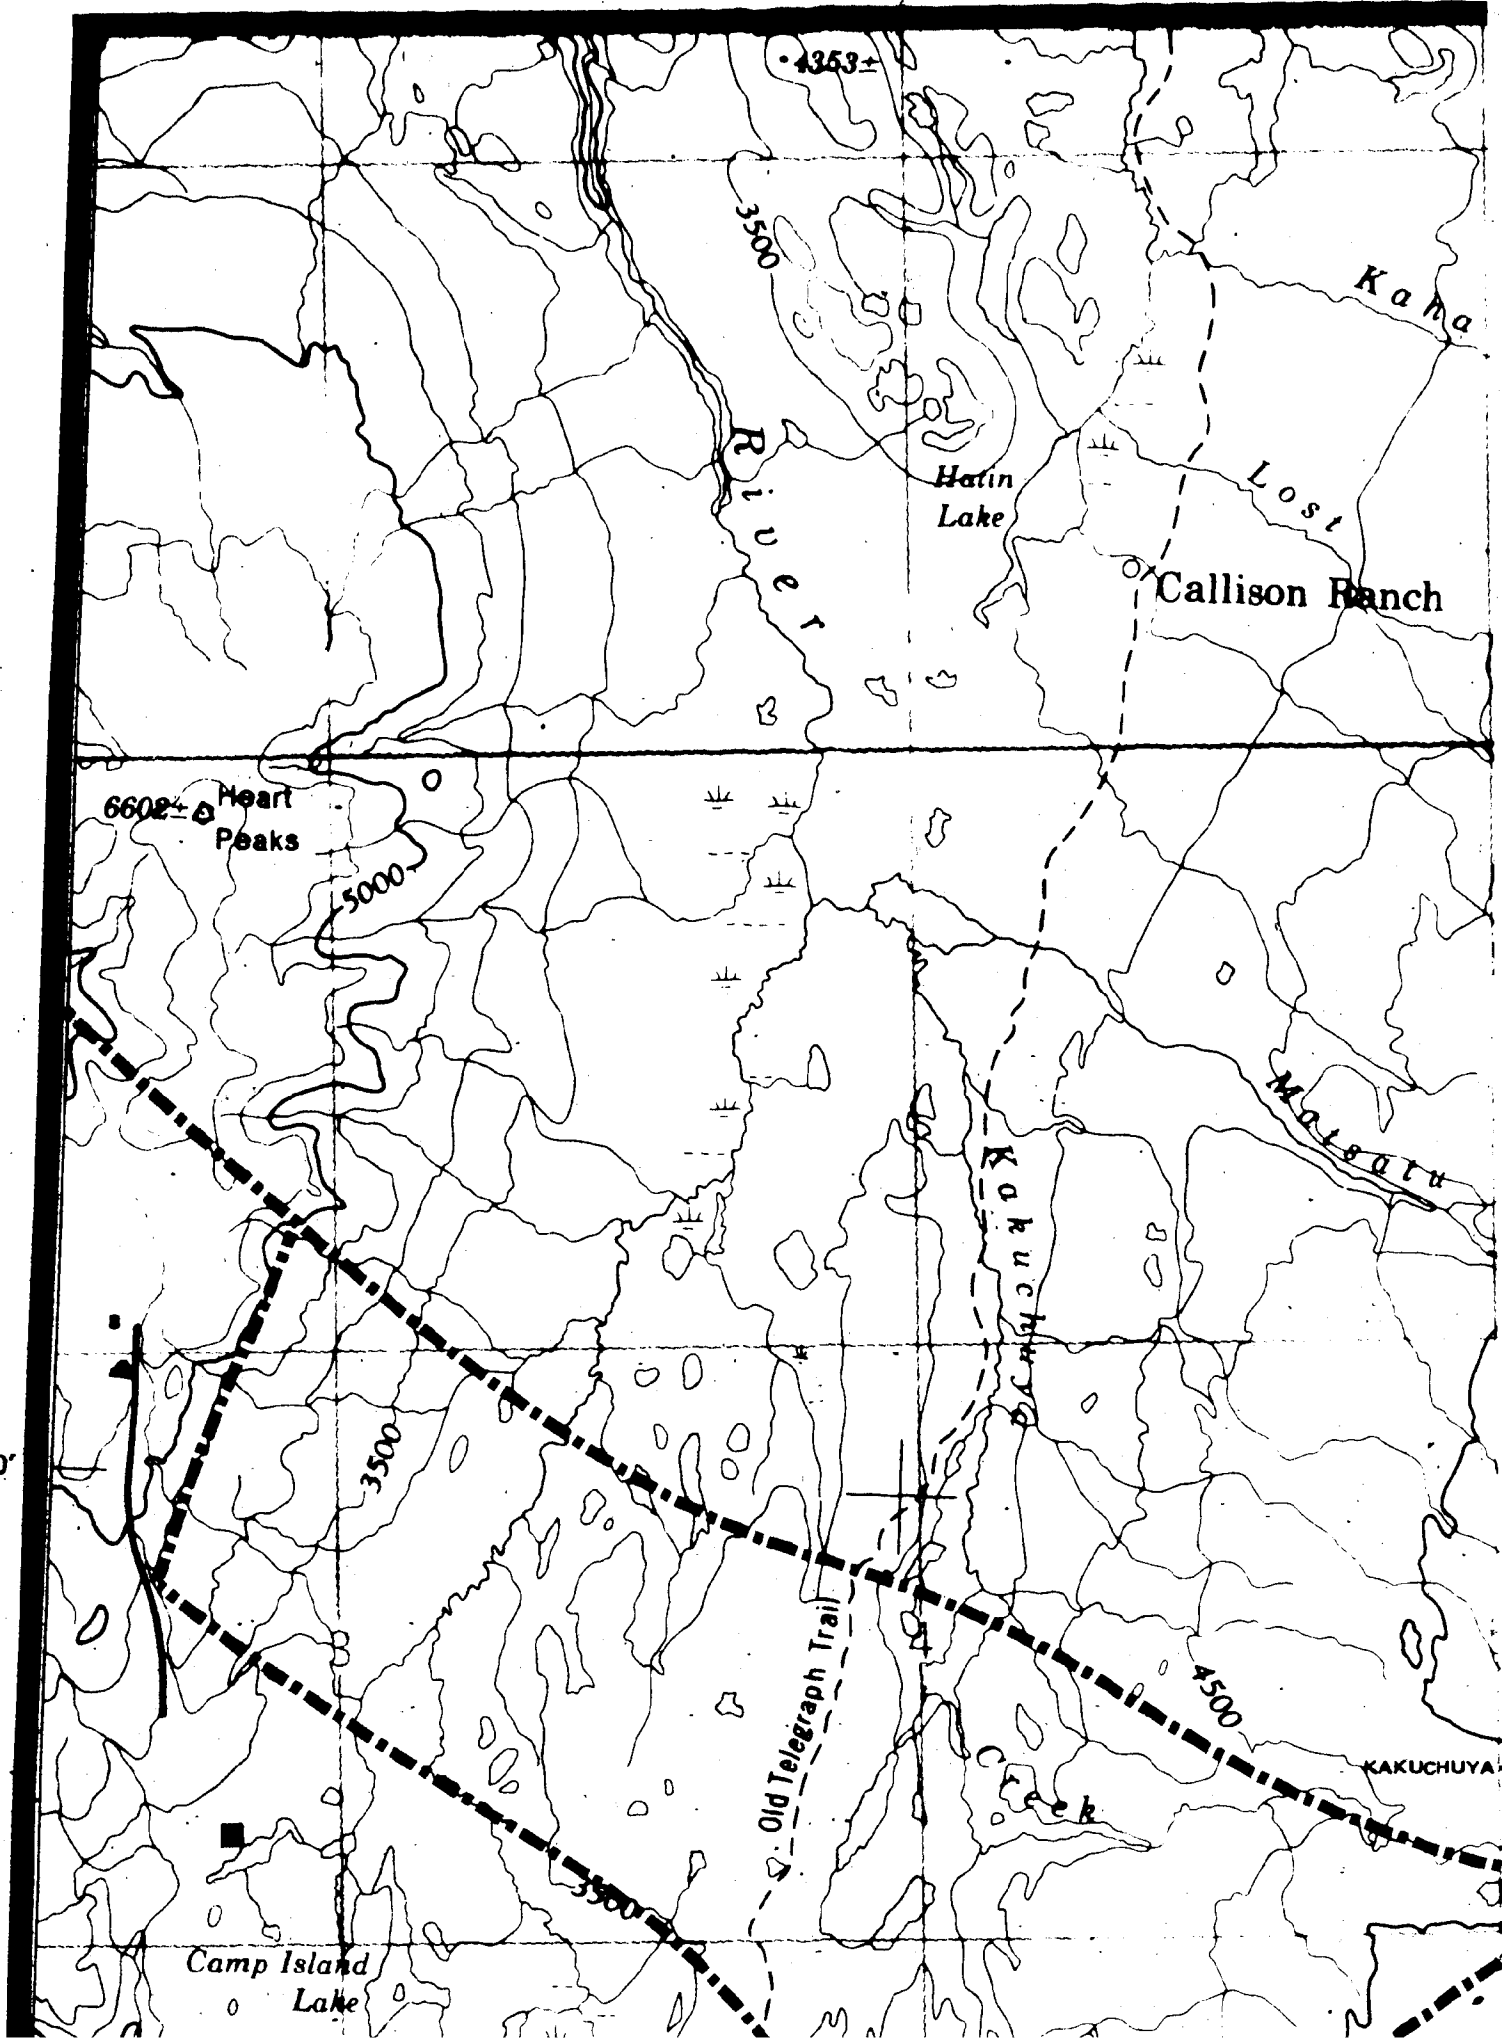 4353±
3500
Kaha
River
Hatin
Lake
Lost
Callison Ranch
6602±
Heart
Peaks
5000
Matsatu
Kakuchuya
3500
0'
Old Telegraph Trail
4500
Creek
KAKUCHUYA
3500
Camp Island
Lake